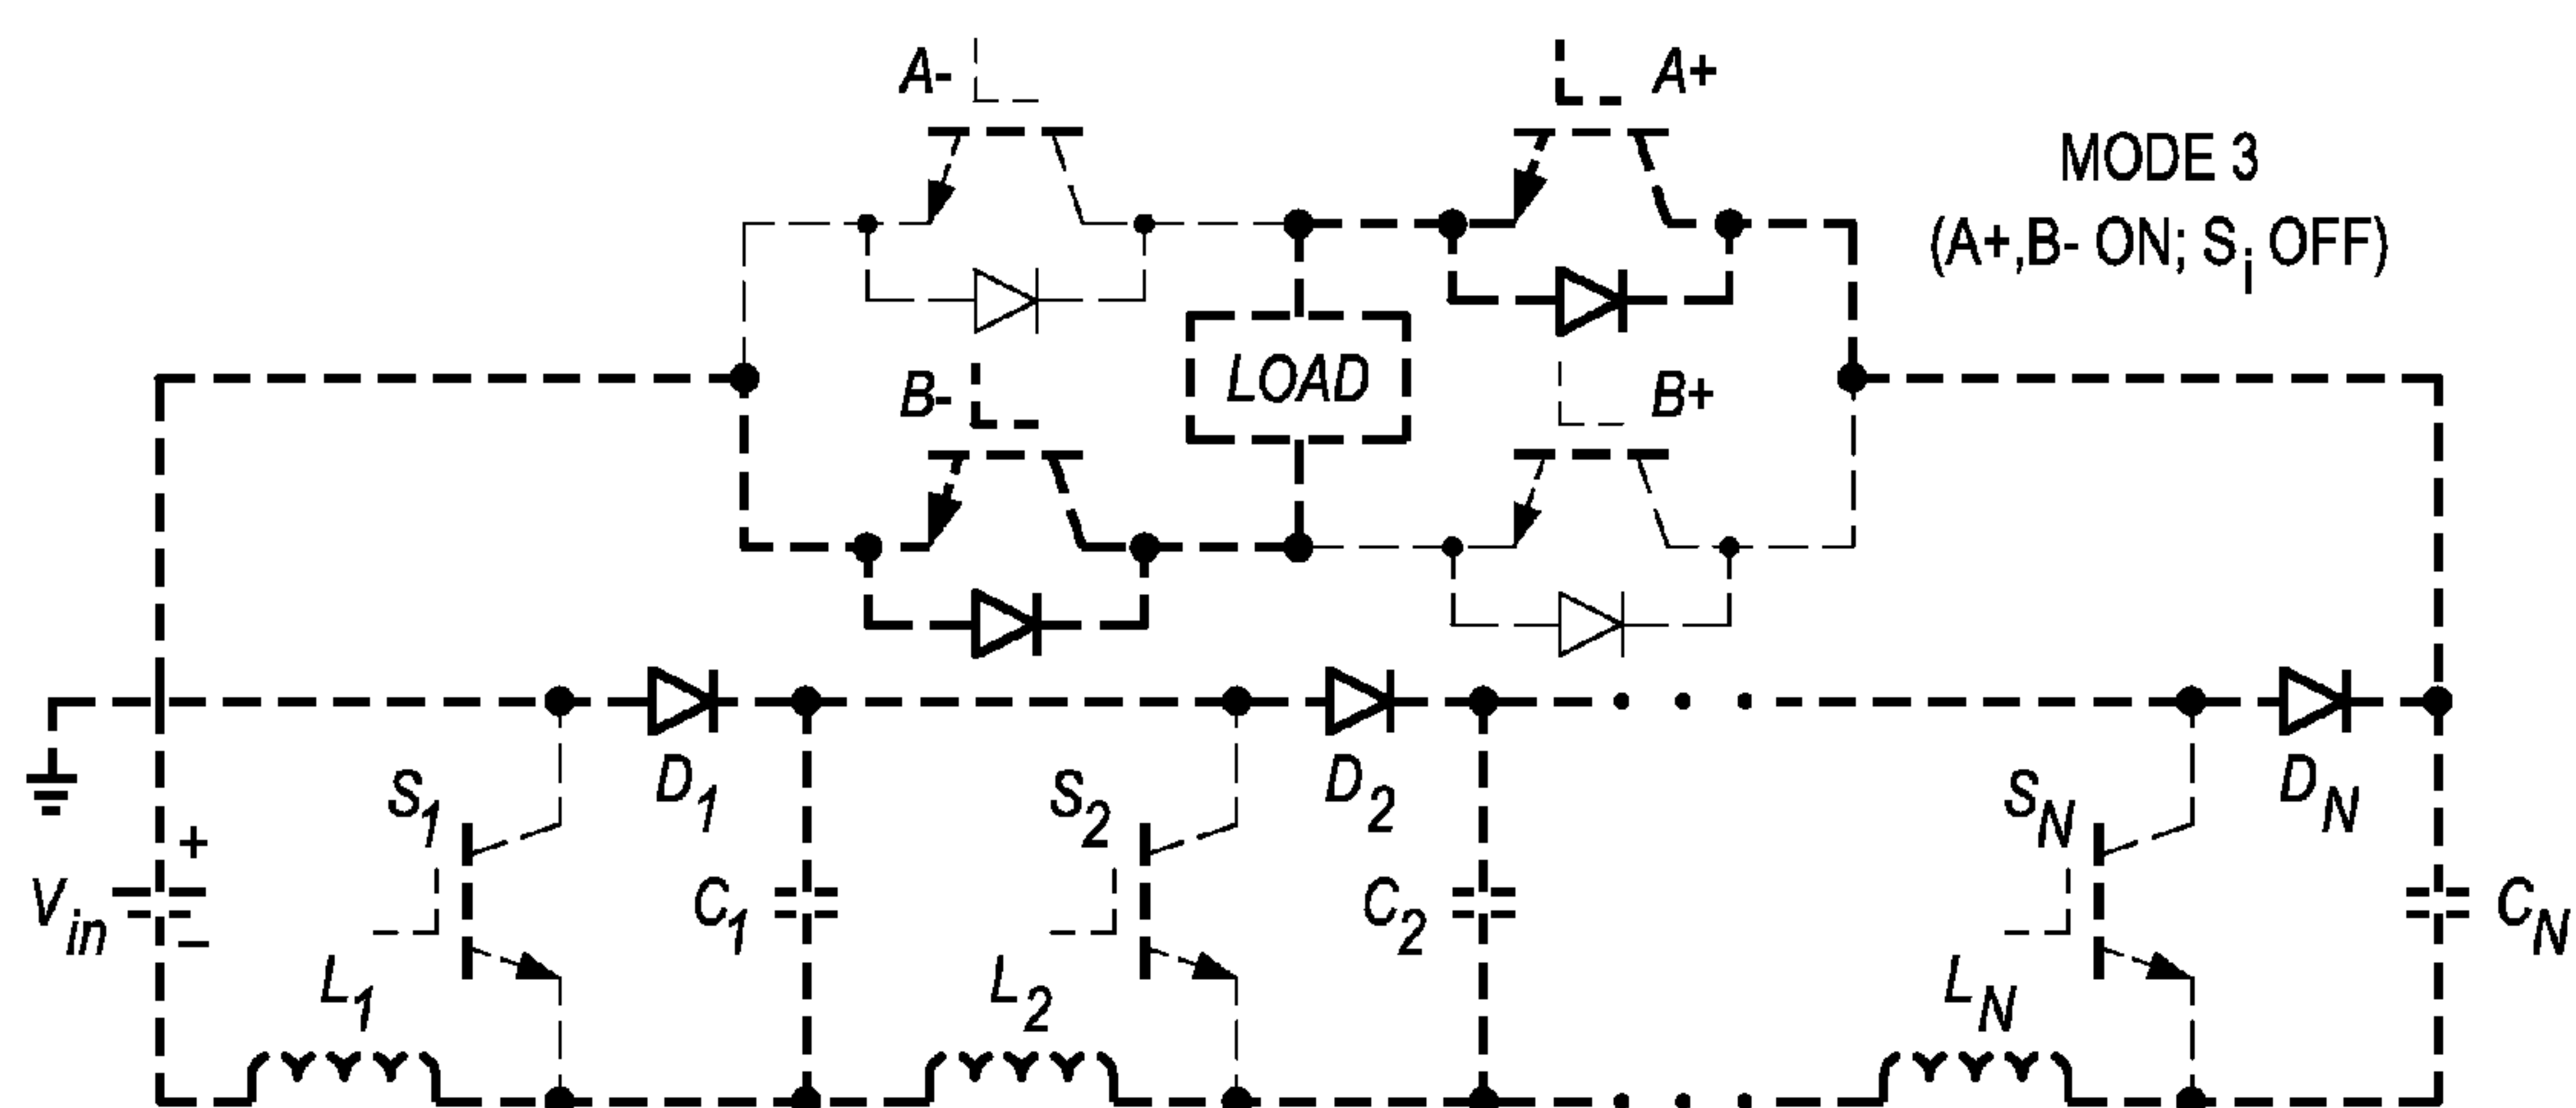 A-
A+
MODE 3
(A+,B- ON; Si OFF)
B-
LOAD
B+
D1
D2
DN
S1
S2
SN
+
Vin
−
C1
C2
CN
L1
L2
LN